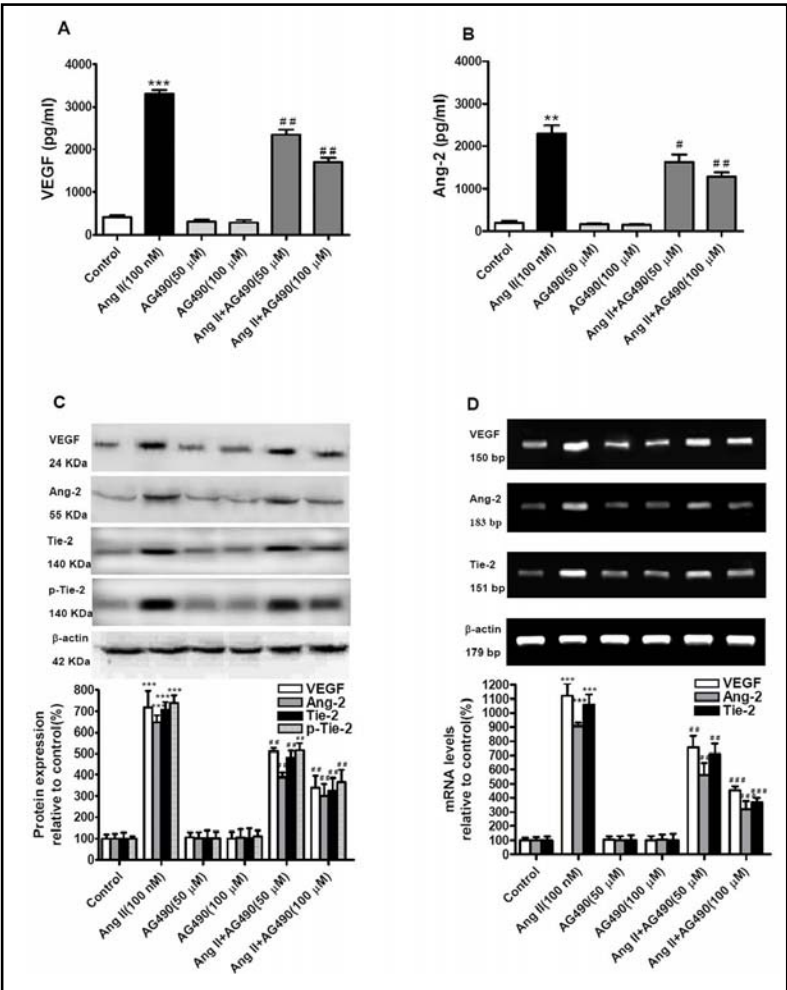 A
VEGF (pg/ml)
4000
3000
2000
1000
0
***
##
##
Control
Ang II(100 nM)
AG490(50 μM)
AG490(100 μM)
Ang II+AG490(50 μM)
Ang II+AG490(100 μM)
B
Ang-2 (pg/ml)
4000
3000
2000
1000
0
**
#
##
Control
Ang II(100 nM)
AG490(50 μM)
AG490(100 μM)
Ang II+AG490(50 μM)
Ang II+AG490(100 μM)
C
VEGF
24 KDa
Ang-2
55 KDa
Tie-2
140 KDa
p-Tie-2
140 KDa
β-actin
42 KDa
Protein expression
relative to control(%)
800
700
600
500
400
300
200
100
0
*** *** ***
## ## ##
## ## ## ##
VEGF
Ang-2
Tie-2
p-Tie-2
Control
Ang II(100 nM)
AG490(50 μM)
AG490(100 μM)
Ang II+AG490(50 μM)
Ang II+AG490(100 μM)
D
VEGF
150 bp
Ang-2
183 bp
Tie-2
151 bp
β-actin
179 bp
mRNA levels
relative to control(%)
1200
1100
1000
900
800
700
600
500
400
300
200
100
0
*** *** ***
## ##
### ###
VEGF
Ang-2
Tie-2
Control
Ang II(100 nM)
AG490(50 μM)
AG490(100 μM)
Ang II+AG490(50 μM)
Ang II+AG490(100 μM)